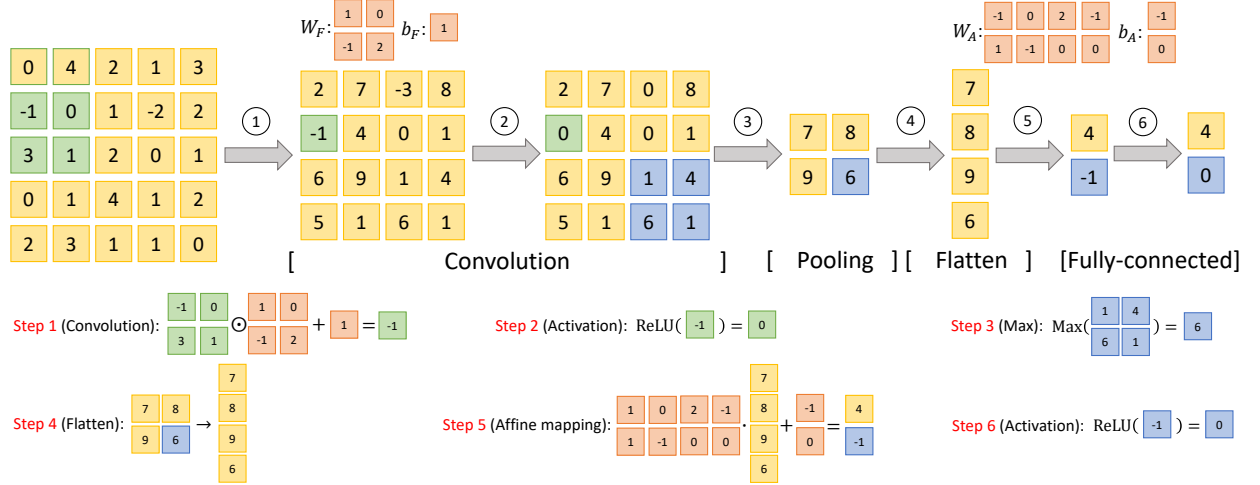 W_F: 1 0 b_F: 1
-1 2
W_A: -1 0 2 -1 b_A: -1
1 -1 0 0 0
0 4 2 1 3
-1 0 1 -2 2
3 1 2 0 1
0 1 4 1 2
2 3 1 1 0
①
2 7 -3 8
-1 4 0 1
6 9 1 4
5 1 6 1
②
2 7 0 8
0 4 0 1
6 9 1 4
5 1 6 1
③
7 8
9 6
④
7
8
9
6
⑤
4
-1
⑥
4
0
[ Convolution ] [ Pooling ] [ Flatten ] [Fully-connected]
Step 1 (Convolution): -1 0 3 1 ⊙ 1 0 -1 2 + 1 = -1
Step 2 (Activation): ReLU( -1 ) = 0
Step 3 (Max): Max( 1 4 6 1 ) = 6
Step 4 (Flatten): 7 8 9 6 → 7 8 9 6
Step 5 (Affine mapping): 1 0 2 -1 1 -1 0 0 · 7 8 9 6 + -1 0 = 4 -1
Step 6 (Activation): ReLU( -1 ) = 0